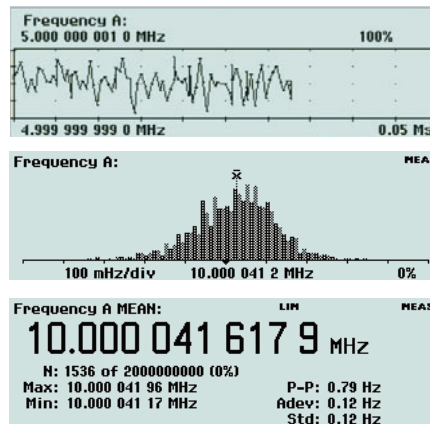 Frequency A:
5.000 000 001 0 MHz 100%
4.999 999 999 0 MHz 0.05 Ms
Frequency A: MEA
x̄
100 mHz/div 10.000 041 2 MHz 0%
Frequency A MEAN: LIM MEAS
10.000 041 617 9 MHz
N: 1536 of 2000000000 (0%)
Max: 10.000 041 96 MHz P-P: 0.79 Hz
Min: 10.000 041 17 MHz Adev: 0.12 Hz
Std: 0.12 Hz